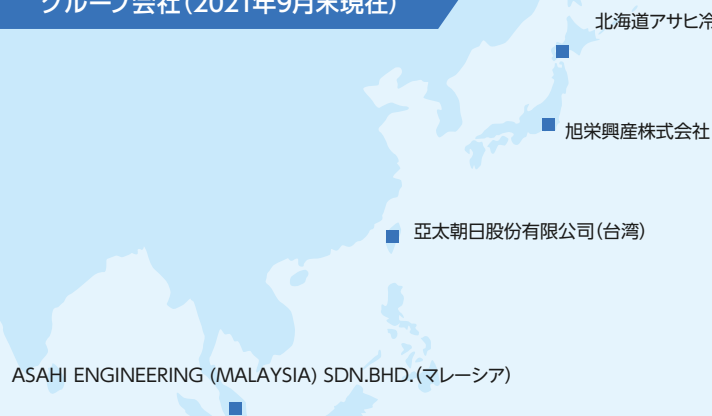 グループ会社（2021年9月末現在）
北海道アサヒ冷
旭栄興産株式会社
亞太朝日股份有限公司（台湾）
ASAHI ENGINEERING (MALAYSIA) SDN.BHD.（マレーシア）